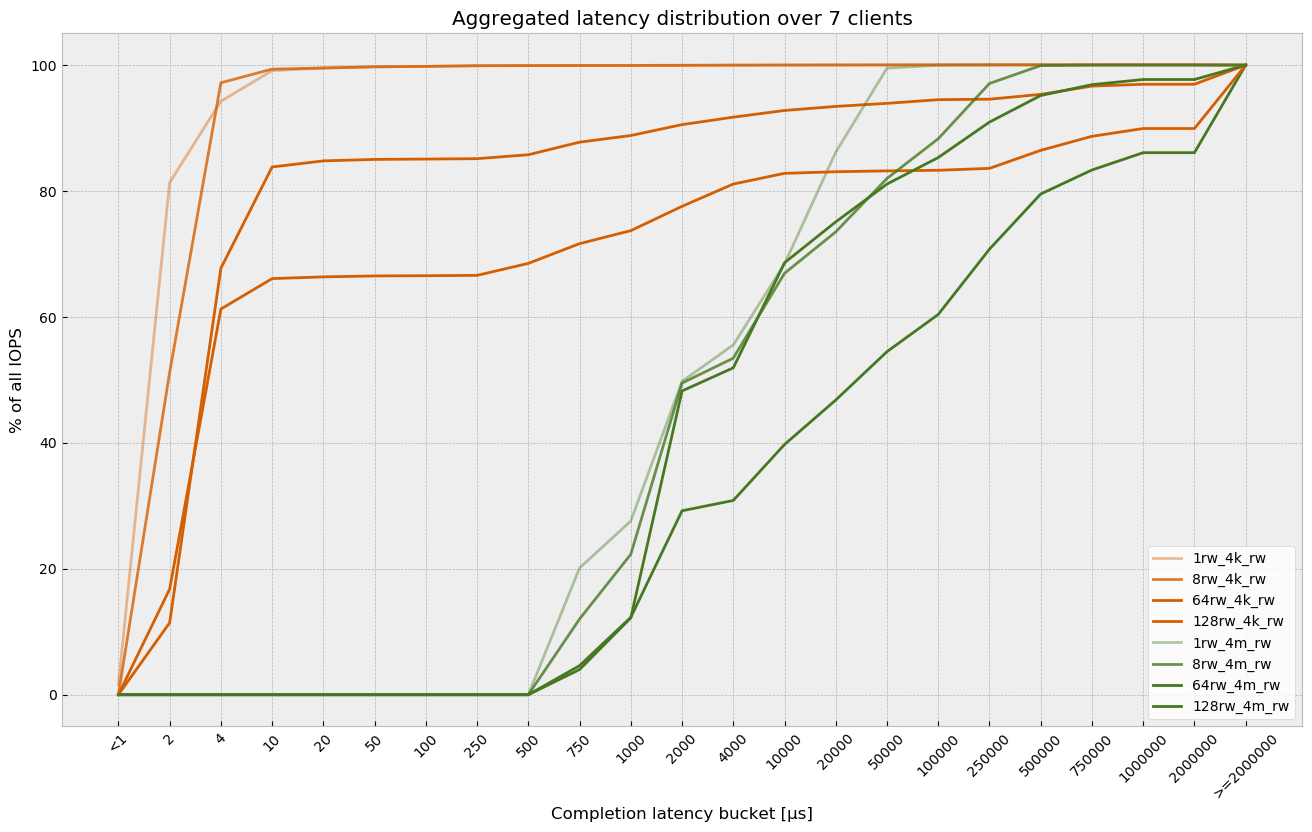 Aggregated latency distribution over 7 clients
% of all IOPS
100
80
60
40
20
0
1rw_4k_rw
8rw_4k_rw
64rw_4k_rw
128rw_4k_rw
1rw_4m_rw
8rw_4m_rw
64rw_4m_rw
128rw_4m_rw
<1
2
4
10
20
50
100
250
500
750
1000
2000
4000
10000
20000
50000
100000
250000
500000
750000
1000000
2000000
>=2000000
Completion latency bucket [µs]